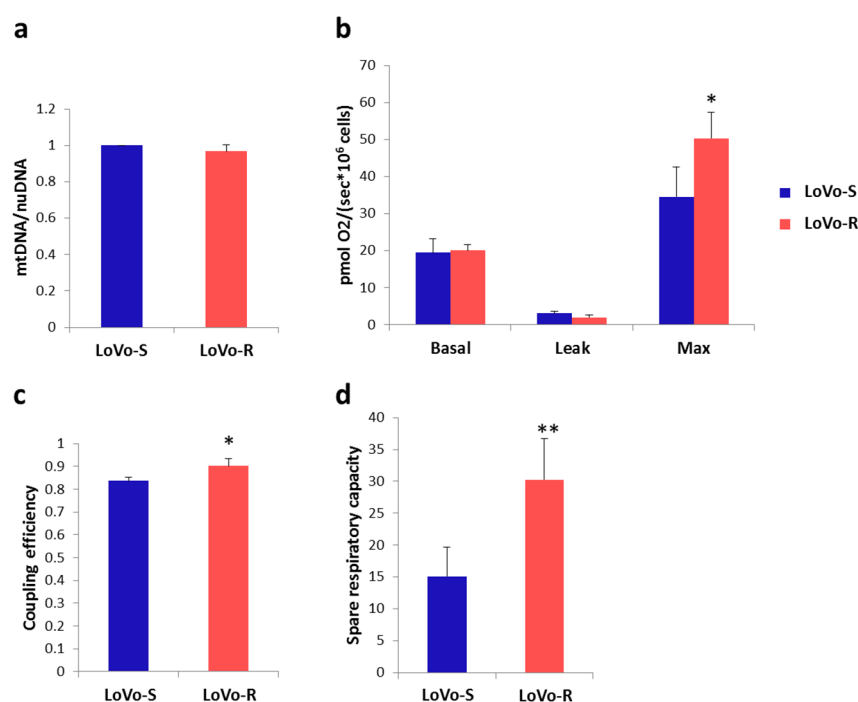 a
mtDNA/nuDNA
1.2
1
0.8
0.6
0.4
0.2
0
LoVo-S
LoVo-R
b
pmol O2/(sec*10⁶ cells)
70
60
50
40
30
20
10
0
*
Basal
Leak
Max
LoVo-S
LoVo-R
c
Coupling efficiency
1
0.9
0.8
0.7
0.6
0.5
0.4
0.3
0.2
0.1
0
*
LoVo-S
LoVo-R
d
Spare respiratory capacity
40
35
30
25
20
15
10
5
0
**
LoVo-S
LoVo-R